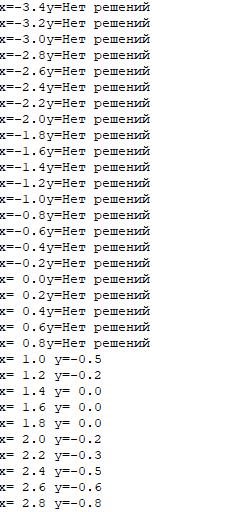 x=-3.4y=Нет решений
x=-3.2y=Нет решений
x=-3.0y=Нет решений
x=-2.8y=Нет решений
x=-2.6y=Нет решений
x=-2.4y=Нет решений
x=-2.2y=Нет решений
x=-2.0y=Нет решений
x=-1.8y=Нет решений
x=-1.6y=Нет решений
x=-1.4y=Нет решений
x=-1.2y=Нет решений
x=-1.0y=Нет решений
x=-0.8y=Нет решений
x=-0.6y=Нет решений
x=-0.4y=Нет решений
x=-0.2y=Нет решений
x= 0.0y=Нет решений
x= 0.2y=Нет решений
x= 0.4y=Нет решений
x= 0.6y=Нет решений
x= 0.8y=Нет решений
x= 1.0 y=-0.5
x= 1.2 y=-0.2
x= 1.4 y= 0.0
x= 1.6 y= 0.0
x= 1.8 y= 0.0
x= 2.0 y=-0.2
x= 2.2 y=-0.3
x= 2.4 y=-0.5
x= 2.6 y=-0.6
x= 2.8 y=-0.8